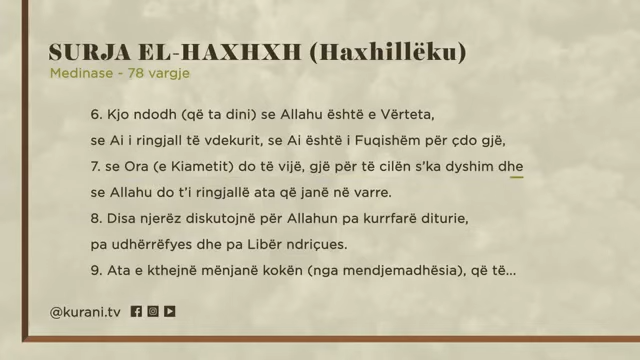 SURJA EL-HAXHXH (Haxhillëku)
Medinase - 78 vargje
6. Kjo ndodh (që ta dini) se Allahu është e Vërteta,
se Ai i ringjall të vdekurit, se Ai është i Fuqishëm për çdo gjë,
7. se Ora (e Kiametit) do të vijë, gjë për të cilën s'ka dyshim dhe
se Allahu do t'i ringjallë ata që janë në varre.
8. Disa njerëz diskutojnë për Allahun pa kurrfarë diturie,
pa udhërrëfyes dhe pa Libër ndriçues.
9. Ata e kthejnë mënjanë kokën (nga mendjemadhësia), që të...
@kurani.tv